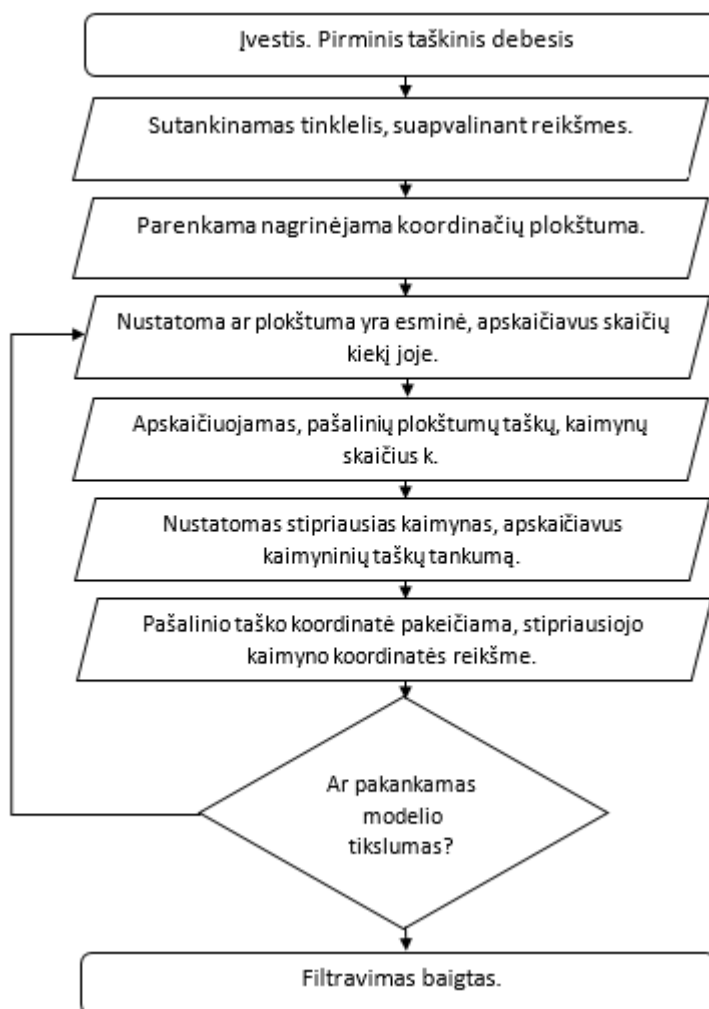 Įvestis. Pirminis taškinis debesis
Sutankinamas tinklelis, suapvalinant reikšmes.
Parenkama nagrinėjama koordinačių plokštuma.
Nustatoma ar plokštuma yra esminė, apskaičiavus skaičių
kiekį joje.
Apskaičiuojamas, pašalinių plokštumų taškų, kaimynų
skaičius k.
Nustatomas stipriausias kaimynas, apskaičiavus
kaimyninių taškų tankumą.
Pašalinio taško koordinatė pakeičiama, stipriausiojo
kaimyno koordinatės reikšme.
Ar pakankamas
modelio
tikslumas?
Filtravimas baigtas.